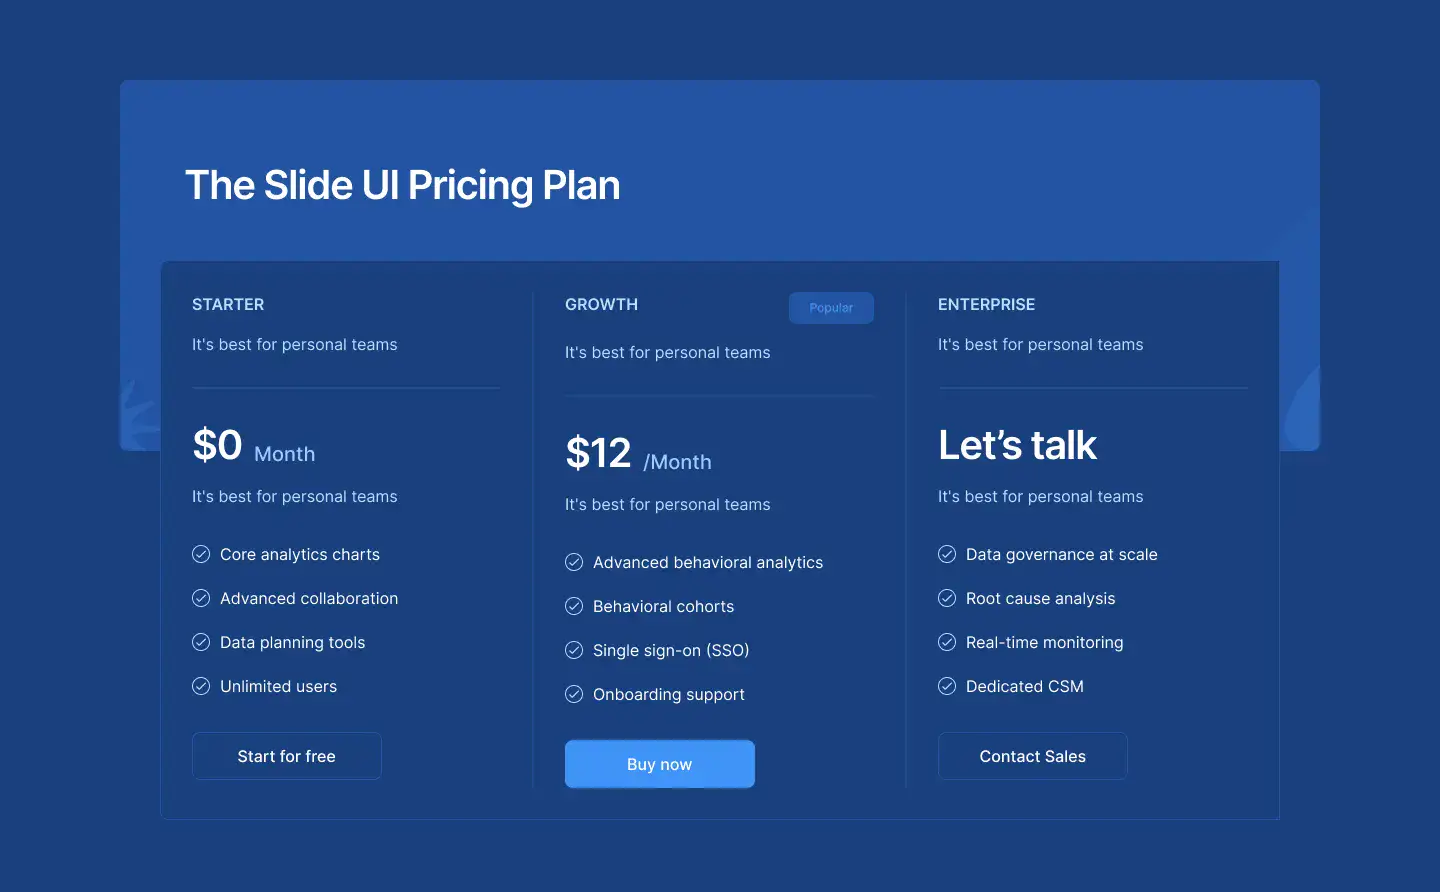 The Slide UI Pricing Plan
STARTER
It's best for personal teams
$0 Month
It's best for personal teams
Core analytics charts
Advanced collaboration
Data planning tools
Unlimited users
Start for free
GROWTH
Popular
It's best for personal teams
$12 /Month
It's best for personal teams
Advanced behavioral analytics
Behavioral cohorts
Single sign-on (SSO)
Onboarding support
Buy now
ENTERPRISE
It's best for personal teams
Let’s talk
It's best for personal teams
Data governance at scale
Root cause analysis
Real-time monitoring
Dedicated CSM
Contact Sales